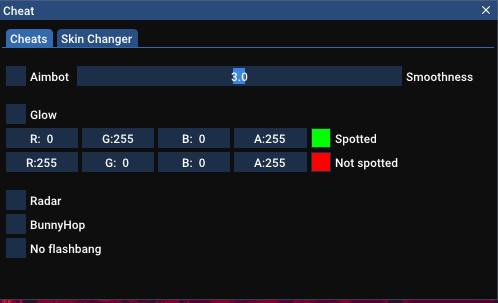 Cheat
Cheats Skin Changer
Aimbot 3.0 Smoothness
Glow
R: 0 G:255 B: 0 A:255 Spotted
R:255 G: 0 B: 0 A:255 Not spotted
Radar
BunnyHop
No flashbang